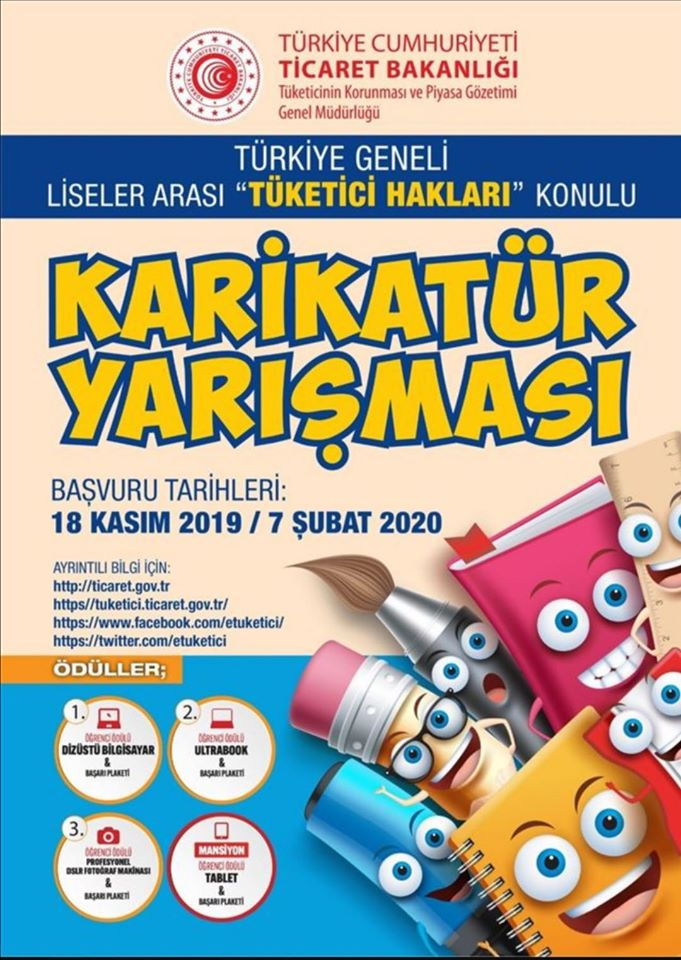 TÜRKİYE CUMHURİYETİ
TİCARET BAKANLIĞI
Tüketicinin Korunması ve Piyasa Gözetimi
Genel Müdürlüğü
TÜRKİYE GENELİ
LİSELER ARASI “TÜKETİCİ HAKLARI” KONULU
KARİKATÜR
YARIŞMASI
BAŞVURU TARİHLERİ:
18 KASIM 2019 / 7 ŞUBAT 2020
AYRINTILI BİLGİ İÇİN:
http://ticaret.gov.tr
https//tuketici.ticaret.gov.tr/
https://www.facebook.com/etuketici/
https://twitter.com/etuketici
ÖDÜLLER;
1.
ÖĞRENCİ ÖDÜLÜ
DİZÜSTÜ BİLGİSAYAR
&
BAŞARI PLAKETİ
2.
ÖĞRENCİ ÖDÜLÜ
ULTRABOOK
&
BAŞARI PLAKETİ
3.
ÖĞRENCİ ÖDÜLÜ
PROFESYONEL
DSLR FOTOĞRAF MAKİNASI
&
BAŞARI PLAKETİ
MANSİYON
ÖĞRENCİ ÖDÜLÜ
TABLET
&
BAŞARI PLAKETİ